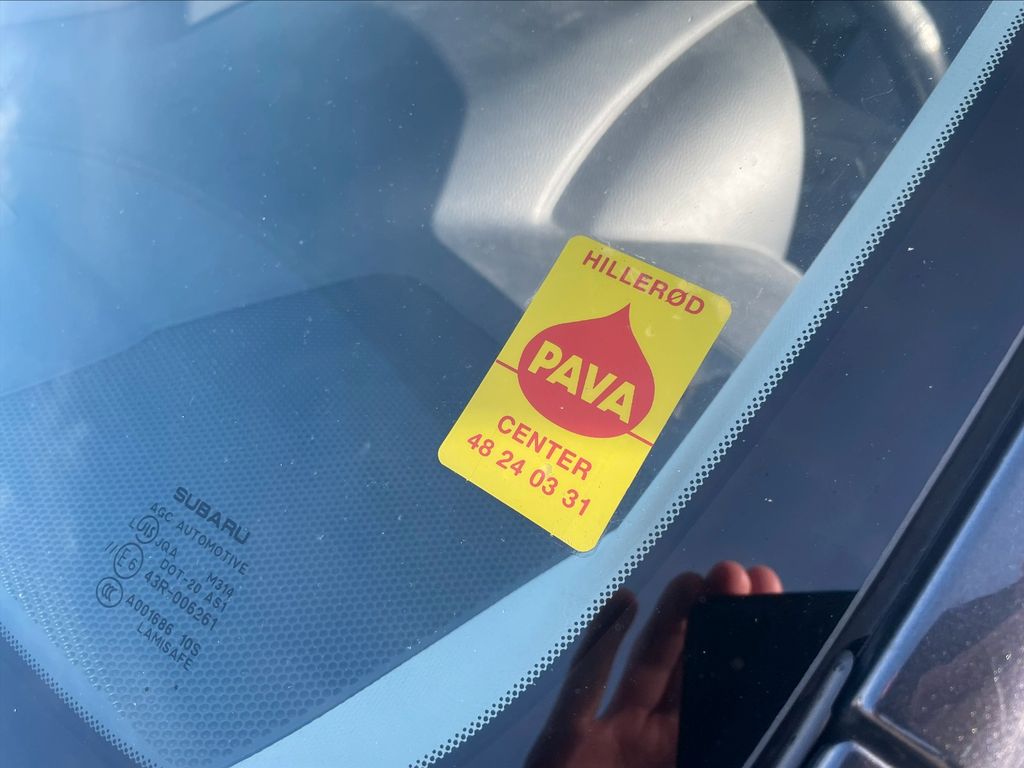 HILLERØD
PAVA
CENTER
48 24 03 31
SUBARU
AGC AUTOMOTIVE
JQA M314
DOT-20 AS1
E6 43R-006261
A001686 10S
LAMISAFE